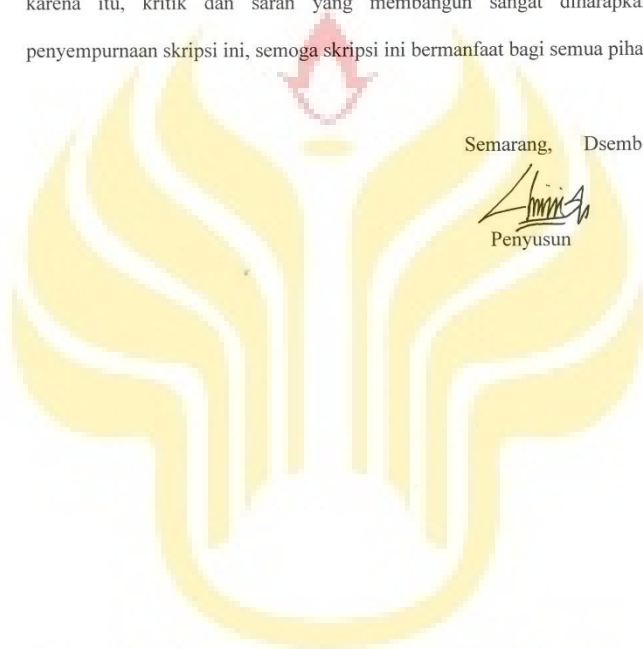 karena itu, kritik dan saran yang membangun sangat diharapka
penyempurnaan skripsi ini, semoga skripsi ini bermanfaat bagi semua piha
Semarang, Dsemb
Penyusun